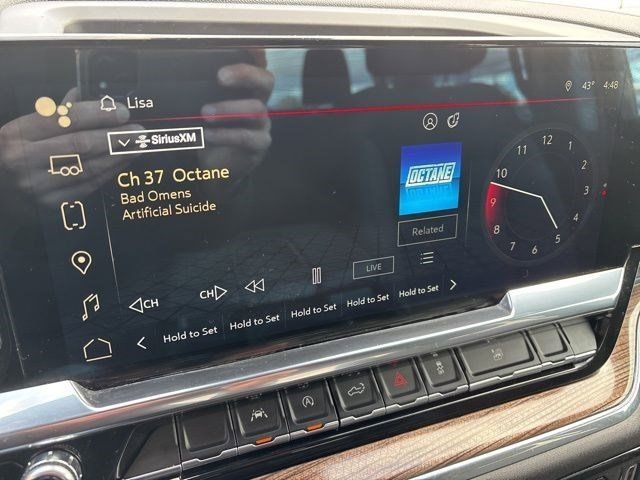 Lisa
43° 4:48
SiriusXM
Ch 37 Octane
Bad Omens
Artificial Suicide
OCTANE
Related
12
1
2
3
4
5
6
7
8
9
10
11
CH
CH
LIVE
Hold to Set
Hold to Set
Hold to Set
Hold to Set
Hold to Set